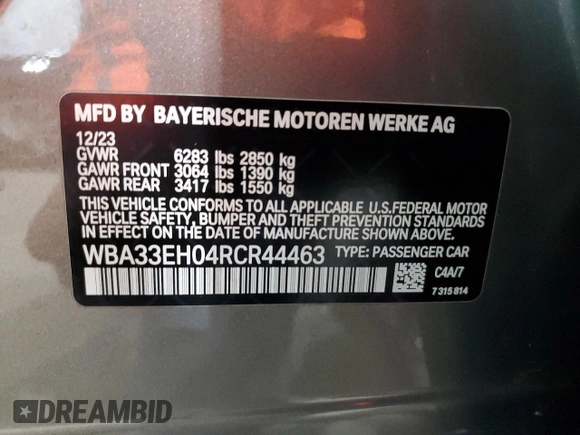 MFD BY BAYERISCHE MOTOREN WERKE AG
12/23
GVWR 6283 lbs 2850 kg
GAWR FRONT 3064 lbs 1390 kg
GAWR REAR 3417 lbs 1550 kg
THIS VEHICLE CONFORMS TO ALL APPLICABLE U.S.FEDERAL MOTOR
VEHICLE SAFETY, BUMPER AND THEFT PREVENTION STANDARDS
IN EFFECT ON THE DATE OF MANUFACTURE SHOWN ABOVE.
WBA33EH04RCR44463 TYPE: PASSENGER CAR
C4A/7
7315814
DREAMBID